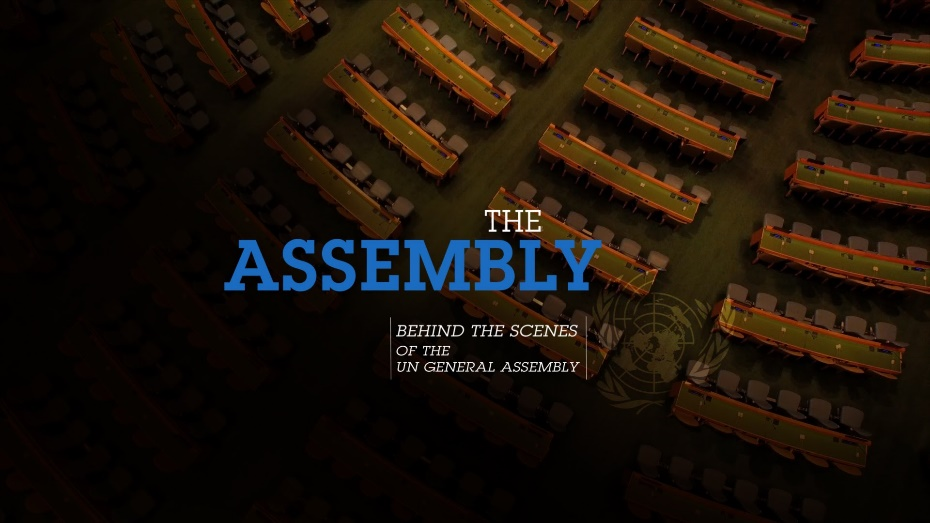 THE
ASSEMBLY
BEHIND THE SCENES
OF THE
UN GENERAL ASSEMBLY